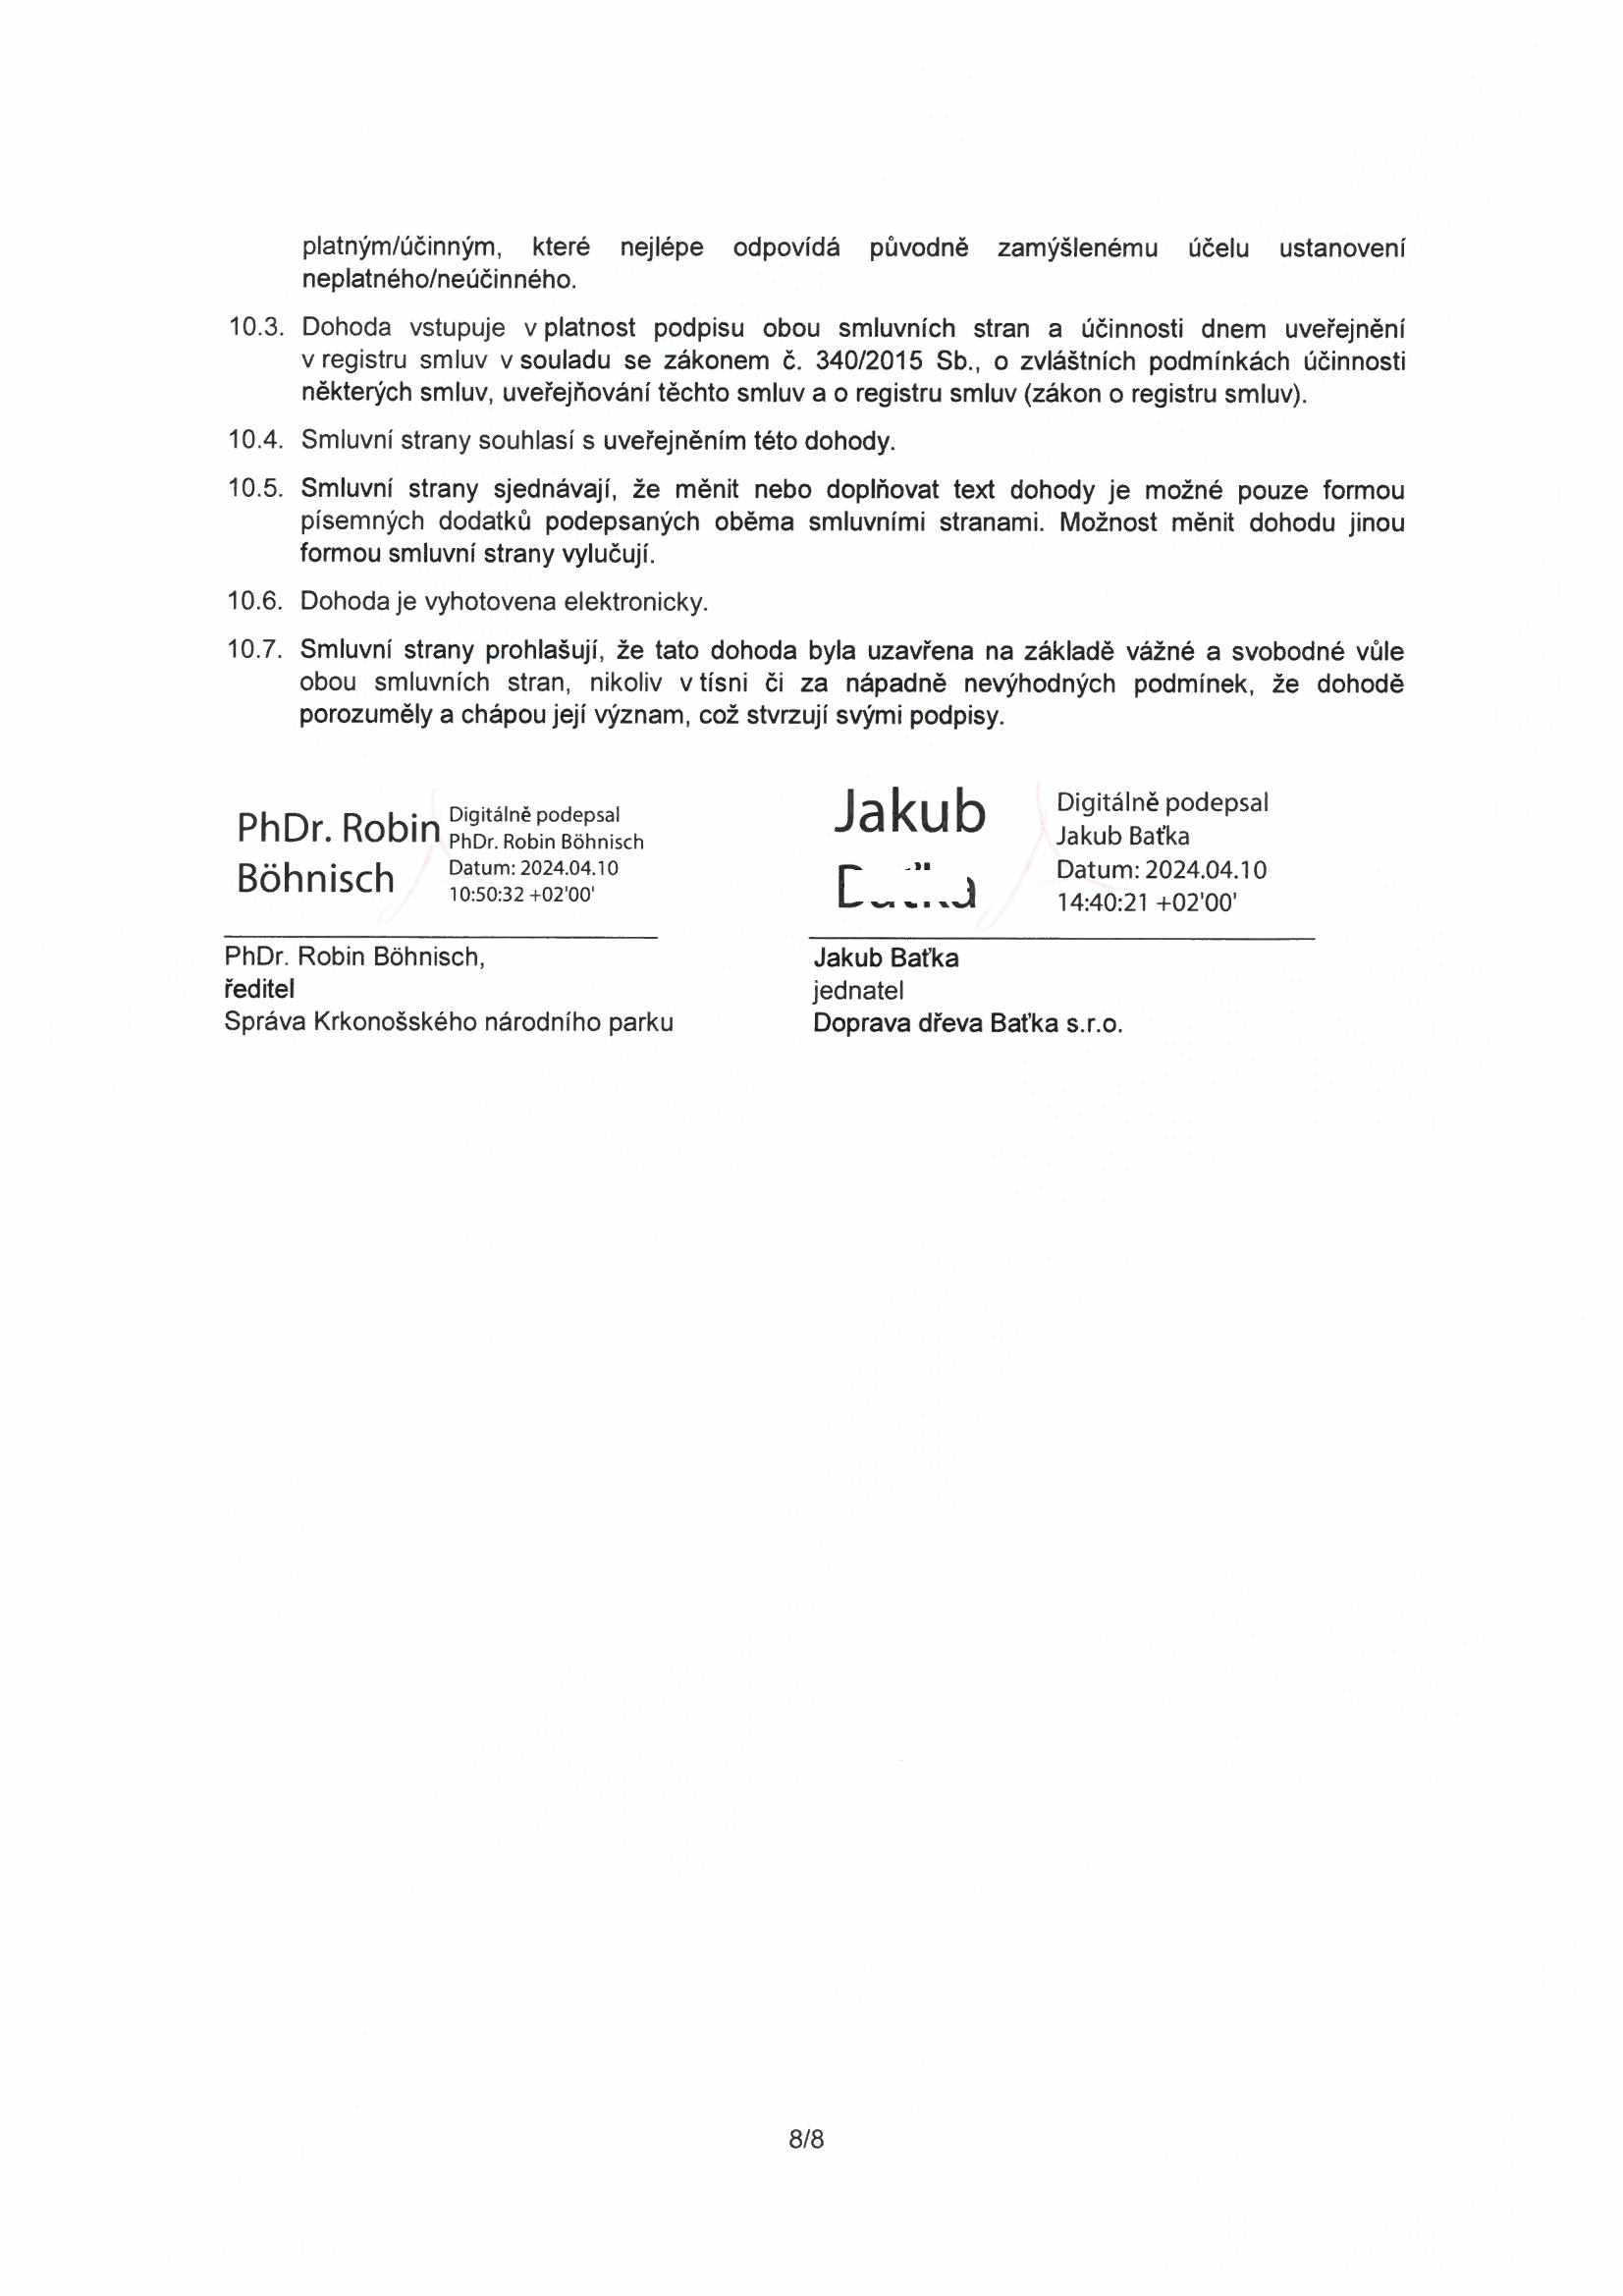 platným/účinným, které nejlépe odpovídá původně zamýšlenému účelu ustanovení
neplatného/neúčinného.
10.3. Dohoda vstupuje v platnost podpisu obou smluvních stran a účinnosti dnem uveřejnění
v registru smluv v souladu se zákonem č. 340/2015 Sb., o zvláštních podmínkách účinnosti
některých smluv, uveřejňování těchto smluv a o registru smluv (zákon o registru smluv).
10.4. Smluvní strany souhlasí s uveřejněním této dohody.
10.5. Smluvní strany sjednávají, že měnit nebo doplňovat text dohody je možné pouze formou
písemných dodatků podepsaných oběma smluvními stranami. Možnost měnit dohodu jinou
formou smluvní strany vylučují.
10.6. Dohoda je vyhotovena elektronicky.
10.7. Smluvní strany prohlašují, že tato dohoda byla uzavřena na základě vážné a svobodné vůle
obou smluvních stran, nikoliv v tísni či za nápadně nevýhodných podmínek, že dohodě
porozuměly a chápou její význam, což stvrzují svými podpisy.
PhDr. Robin
Böhnisch
Digitálně podepsal
PhDr. Robin Böhnisch
Datum: 2024.04.10
10:50:32 +02'00'
PhDr. Robin Böhnisch,
ředitel
Správa Krkonošského národního parku
Jakub
Digitálně podepsal
Jakub Baťka
Datum: 2024.04.10
14:40:21 +02'00'
Jakub Baťka
jednatel
Doprava dřeva Baťka s.r.o.
8/8